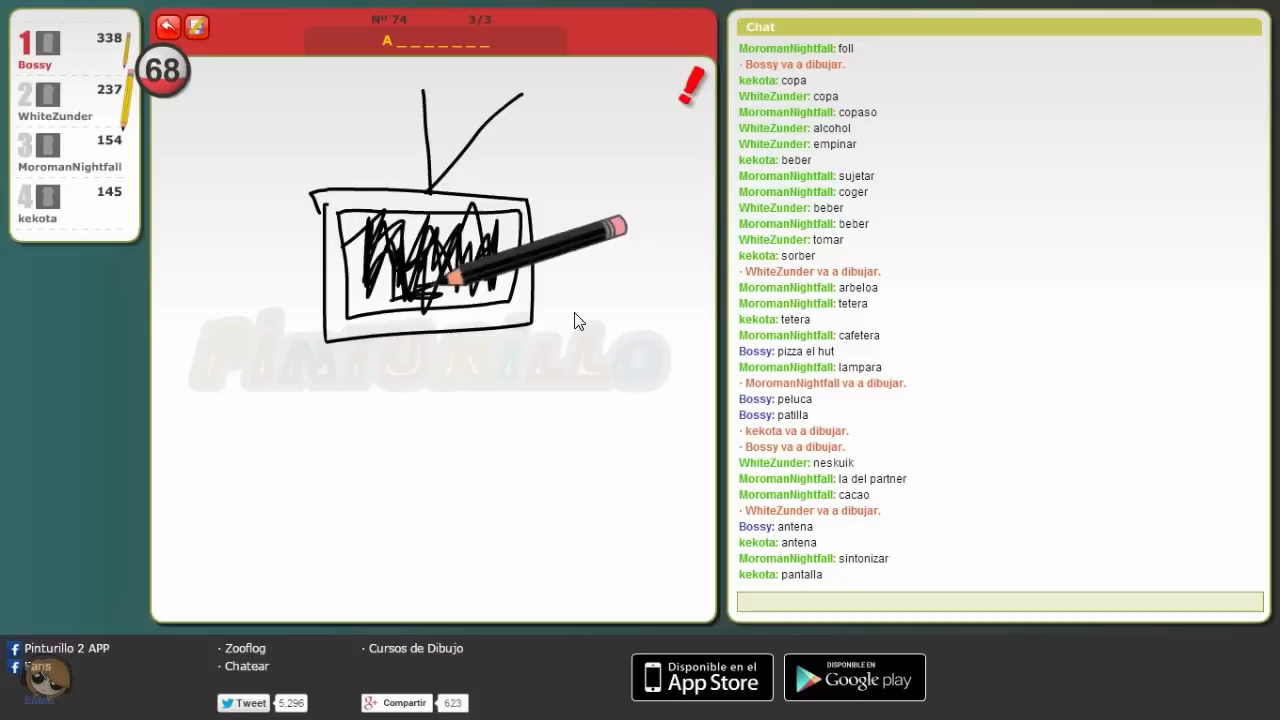 1 338
Bossy
2 237
WhiteZunder
3 154
MoromanNightfall
4 145
kekota
68
Nº 74 3/3
A _ _ _ _ _ _ _
PINTURILLO
Chat
MoromanNightfall: foll
· Bossy va a dibujar.
kekota: copa
WhiteZunder: copa
MoromanNightfall: copaso
WhiteZunder: alcohol
WhiteZunder: empinar
kekota: beber
MoromanNightfall: sujetar
MoromanNightfall: coger
WhiteZunder: beber
MoromanNightfall: beber
WhiteZunder: tomar
kekota: sorber
· WhiteZunder va a dibujar.
MoromanNightfall: arbeloa
MoromanNightfall: tetera
kekota: tetera
MoromanNightfall: cafetera
Bossy: pizza el hut
MoromanNightfall: lampara
· MoromanNightfall va a dibujar.
Bossy: peluca
Bossy: patilla
· kekota va a dibujar.
· Bossy va a dibujar.
WhiteZunder: neskuik
MoromanNightfall: la del partner
MoromanNightfall: cacao
· WhiteZunder va a dibujar.
Bossy: antena
kekota: antena
MoromanNightfall: sintonizar
kekota: pantalla
Pinturillo 2 APP
Fans
· Zooflog
· Chatear
· Cursos de Dibujo
Tweet 5,296
Compartir 623
Disponible en el
App Store
DISPONIBLE EN
Google play